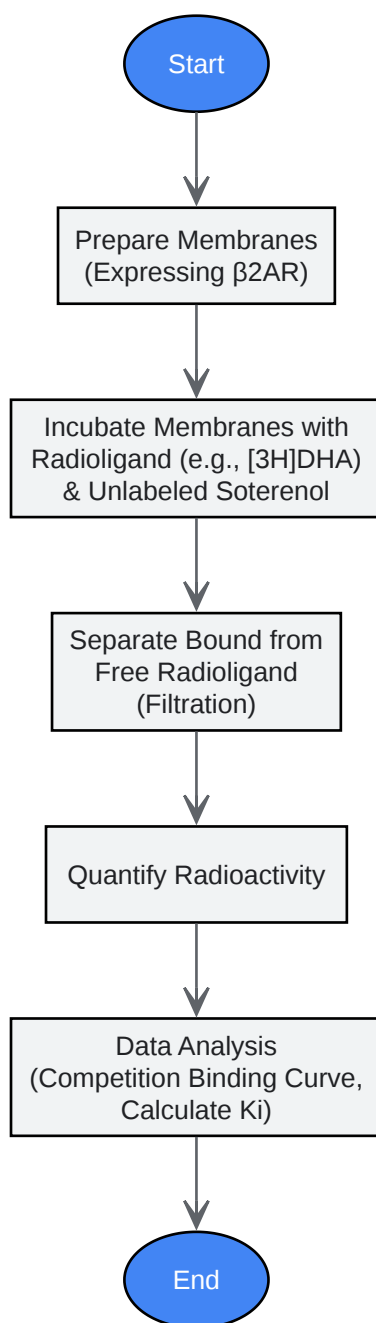 Start
Prepare Membranes
(Expressing β2AR)
Incubate Membranes with
Radioligand (e.g., [3H]DHA)
& Unlabeled Soterenol
Separate Bound from
Free Radioligand
(Filtration)
Quantify Radioactivity
Data Analysis
(Competition Binding Curve,
Calculate Ki)
End